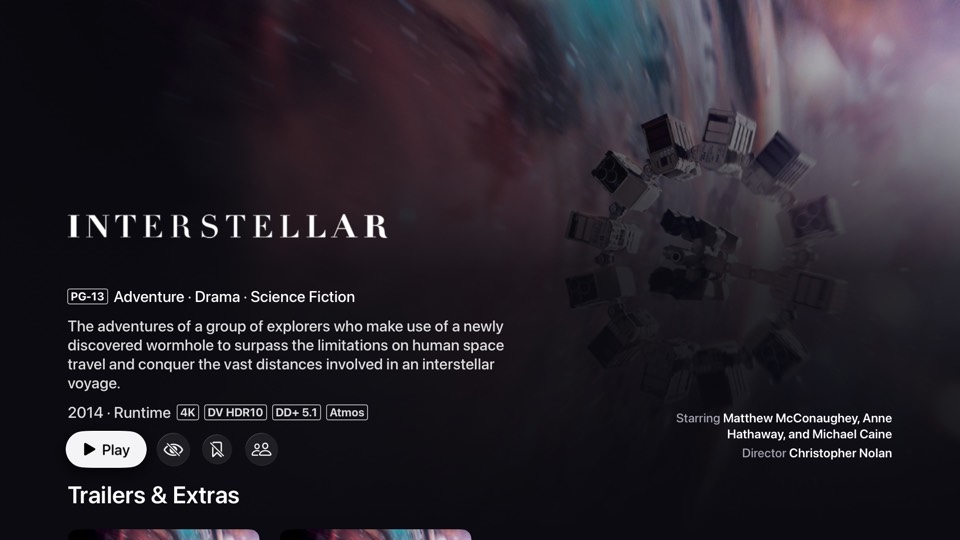 INTERSTELLAR
PG-13 Adventure · Drama · Science Fiction
The adventures of a group of explorers who make use of a newly
discovered wormhole to surpass the limitations on human space
travel and conquer the vast distances involved in an interstellar
voyage.
2014 · Runtime 4K DV HDR10 DD+ 5.1 Atmos
Starring Matthew McConaughey, Anne
Hathaway, and Michael Caine
Director Christopher Nolan
Play
Trailers & Extras